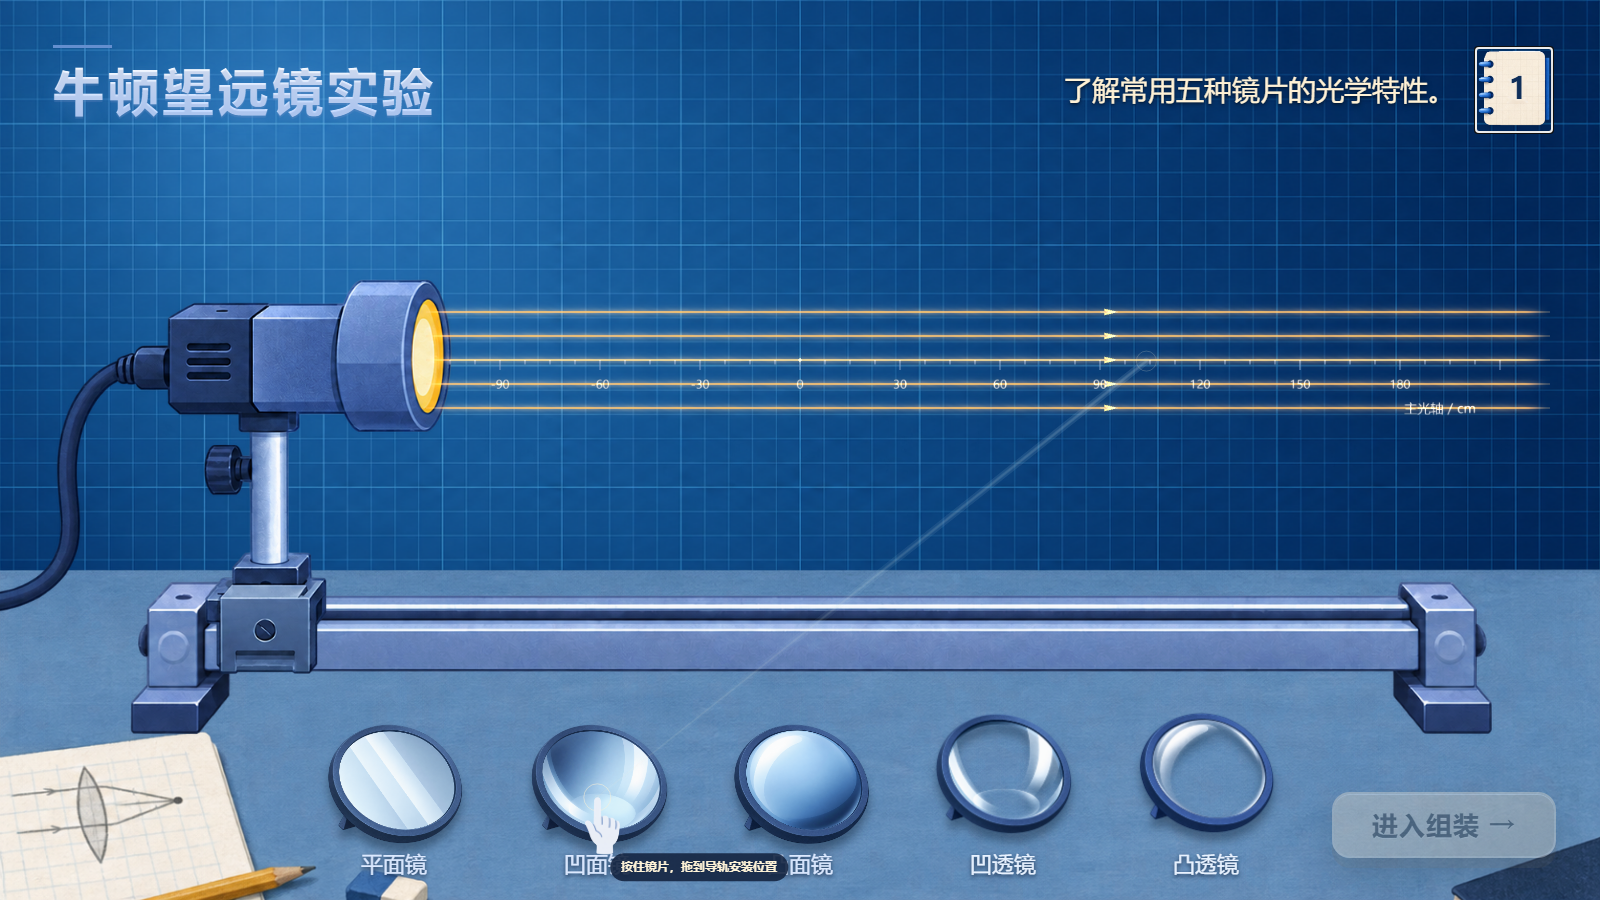 牛顿望远镜实验
了解常用五种镜片的光学特性。
1
-90 -60 -30 0 30 60 90 120 150 180
主光轴 / cm
平面镜
凹面
按住镜片，拖到导轨安装位置
面镜
凹透镜
凸透镜
进入组装 →